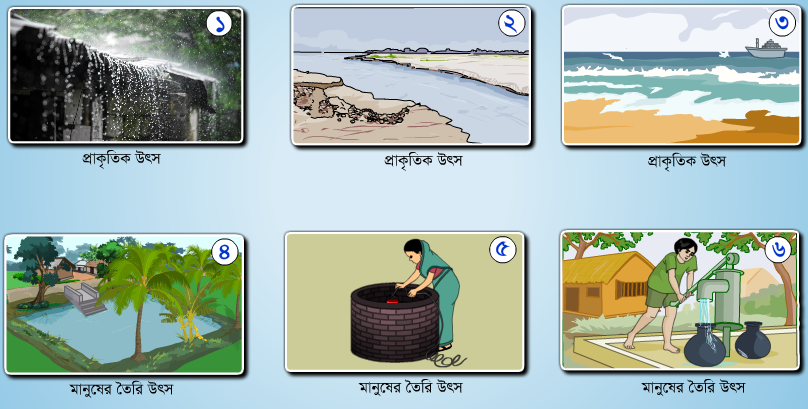 ১
২
৩
প্রাকৃতিক উৎস
প্রাকৃতিক উৎস
প্রাকৃতিক উৎস
৪
৫
৬
মানুষের তৈরি উৎস
মানুষের তৈরি উৎস
মানুষের তৈরি উৎস